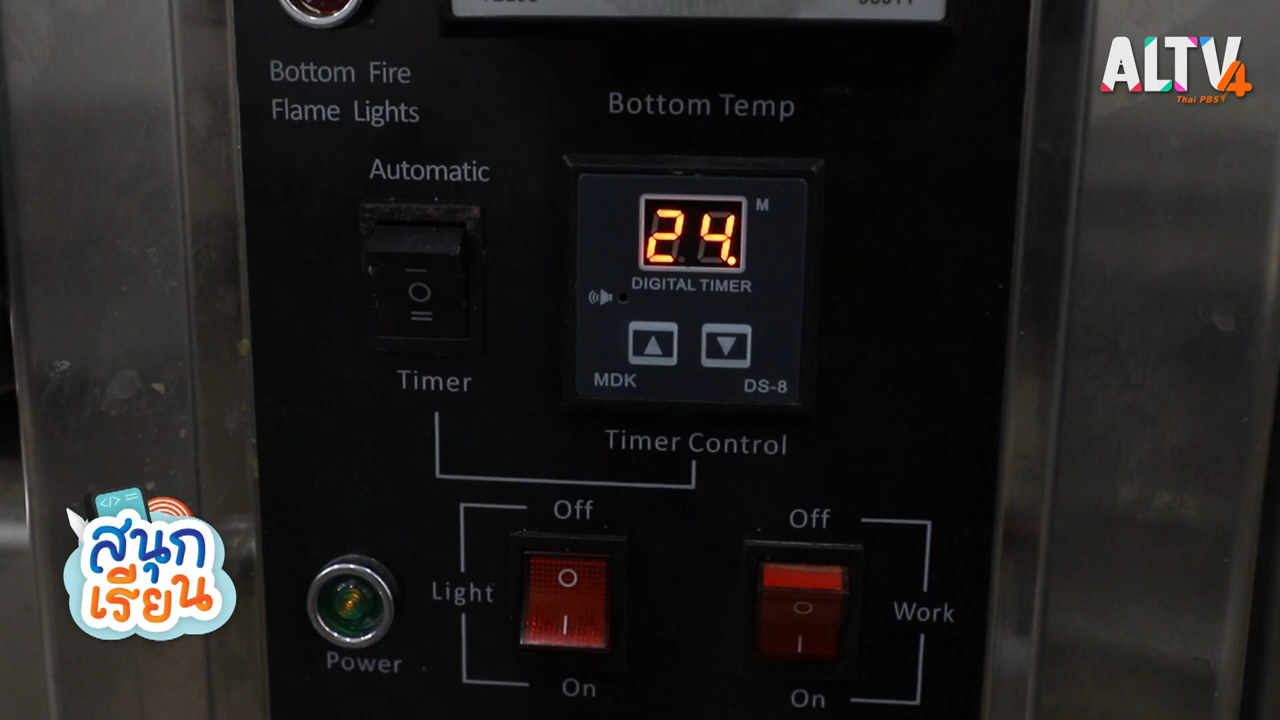 ALTV4
Thai PBS
Bottom Fire
Flame Lights
Bottom Temp
Automatic
M
24.
DIGITAL TIMER
MDK
DS-8
Timer
Timer Control
Off
Off
Light
Work
Power
On
On
สนุก
เรียน